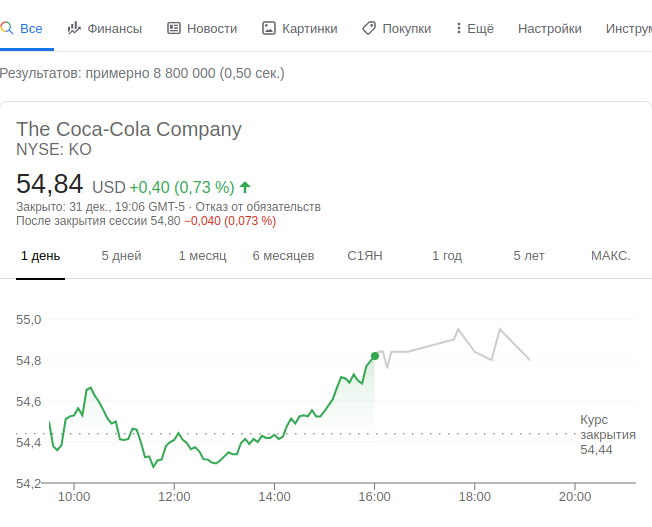 Все Финансы Новости Картинки Покупки Ещё Настройки Инструм
Результатов: примерно 8 800 000 (0,50 сек.)
The Coca-Cola Company
NYSE: KO
54,84 USD +0,40 (0,73 %)
Закрыто: 31 дек., 19:06 GMT-5 · Отказ от обязательств
После закрытия сессии 54,80 −0,040 (0,073 %)
1 день 5 дней 1 месяц 6 месяцев С1ЯН 1 год 5 лет МАКС.
55,0
54,8
54,6
54,4
54,2
Курс
закрытия
54,44
10:00 12:00 14:00 16:00 18:00 20:00